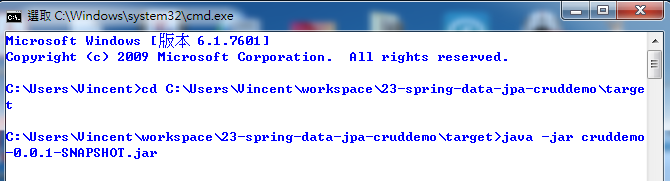 選取 C:\Windows\system32\cmd.exe
Microsoft Windows [版本 6.1.7601]
Copyright (c) 2009 Microsoft Corporation.  All rights reserved.
C:\Users\Vincent>cd C:\Users\Vincent\workspace\23-spring-data-jpa-cruddemo\targe
t
C:\Users\Vincent\workspace\23-spring-data-jpa-cruddemo\target>java -jar cruddemo
-0.0.1-SNAPSHOT.jar